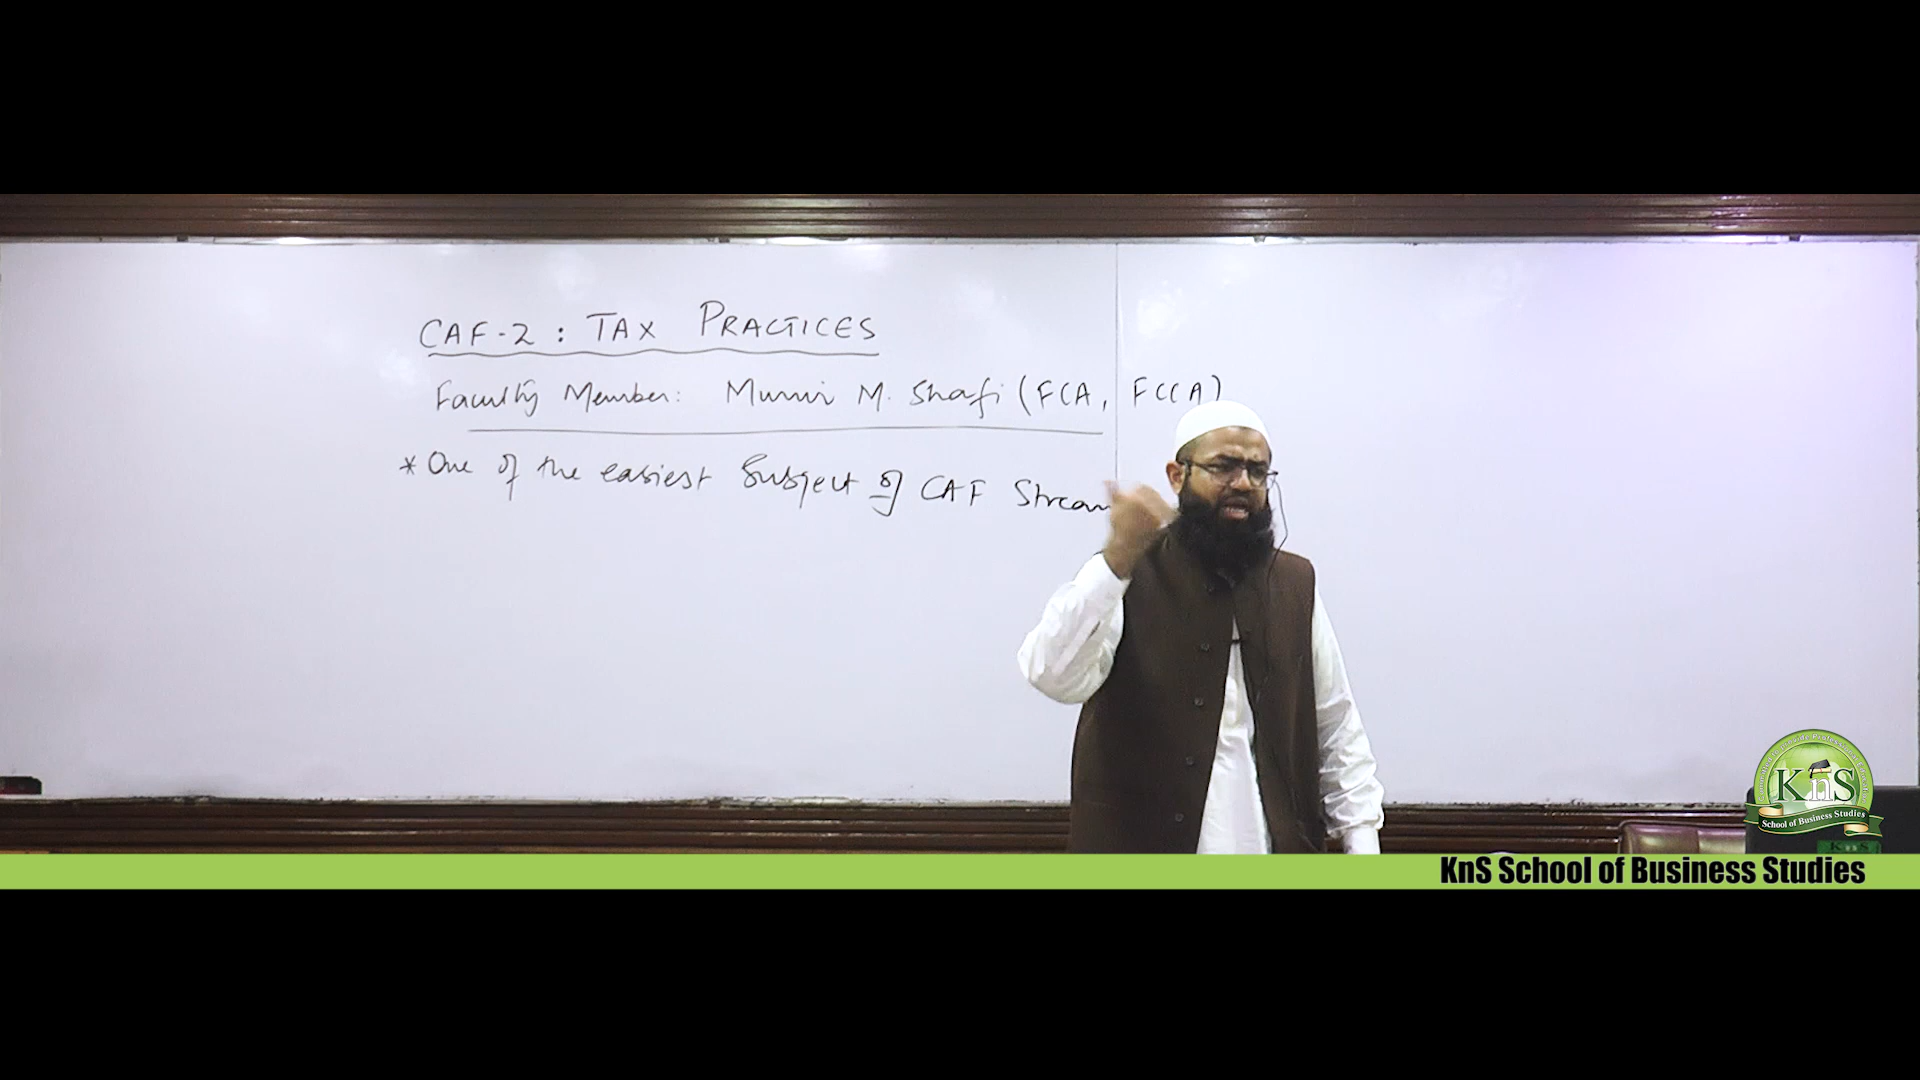 CAF-2 : TAX PRACTICES
Faculty Member: Munir M. Shafi (FCA, FCCA)
* One of the easiest Subject of CAF Stream
KnS
School of Business Studies
KnS
KnS School of Business Studies